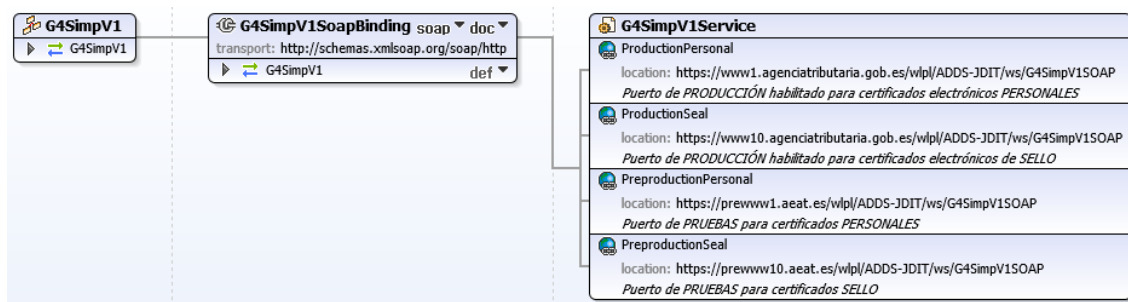 G4SimpV1
G4SimpV1
G4SimpV1SoapBinding soap doc
transport: http://schemas.xmlsoap.org/soap/http
G4SimpV1 def
G4SimpV1Service
ProductionPersonal
location: https://www1.agenciatributaria.gob.es/wlpl/ADDS-JDIT/ws/G4SimpV1SOAP
Puerto de PRODUCCIÓN habilitado para certificados electrónicos PERSONALES
ProductionSeal
location: https://www10.agenciatributaria.gob.es/wlpl/ADDS-JDIT/ws/G4SimpV1SOAP
Puerto de PRODUCCIÓN habilitado para certificados electrónicos de SELLO
PreproductionPersonal
location: https://prewww1.aeat.es/wlpl/ADDS-JDIT/ws/G4SimpV1SOAP
Puerto de PRUEBAS para certificados PERSONALES
PreproductionSeal
location: https://prewww10.aeat.es/wlpl/ADDS-JDIT/ws/G4SimpV1SOAP
Puerto de PRUEBAS para certificados SELLO